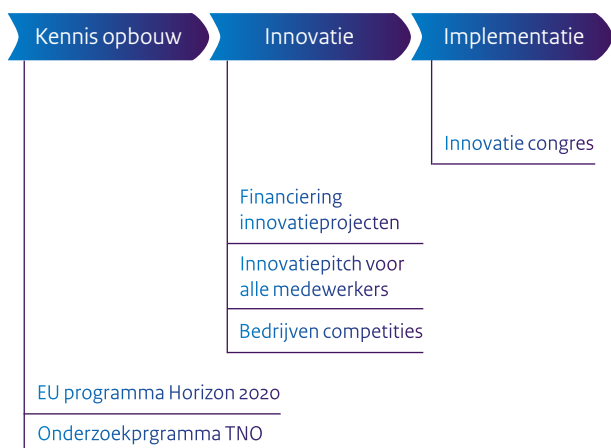 Kennis opbouw
Innovatie
Implementatie
Innovatie congres
Financiering
innovatieprojecten
Innovatiepitch voor
alle medewerkers
Bedrijven competities
EU programma Horizon 2020
Onderzoekprgramma TNO